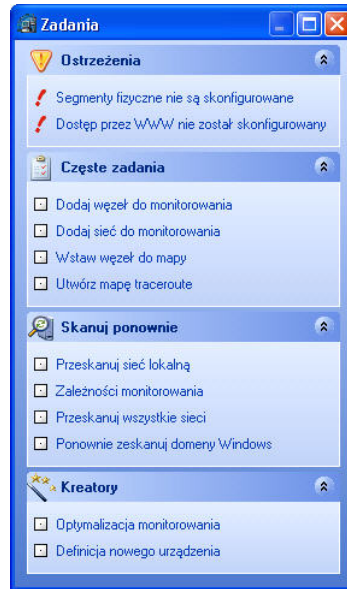 Zadania
Ostrzeżenia
Segmenty fizyczne nie są skonfigurowane
Dostęp przez WWW nie został skonfigurowany
Częste zadania
Dodaj węzeł do monitorowania
Dodaj sieć do monitorowania
Wstaw węzeł do mapy
Utwórz mapę traceroute
Skanuj ponownie
Przeskanuj sieć lokalną
Zależności monitorowania
Przeskanuj wszystkie sieci
Ponownie zeskanuj domeny Windows
Kreatory
Optymalizacja monitorowania
Definicja nowego urządzenia